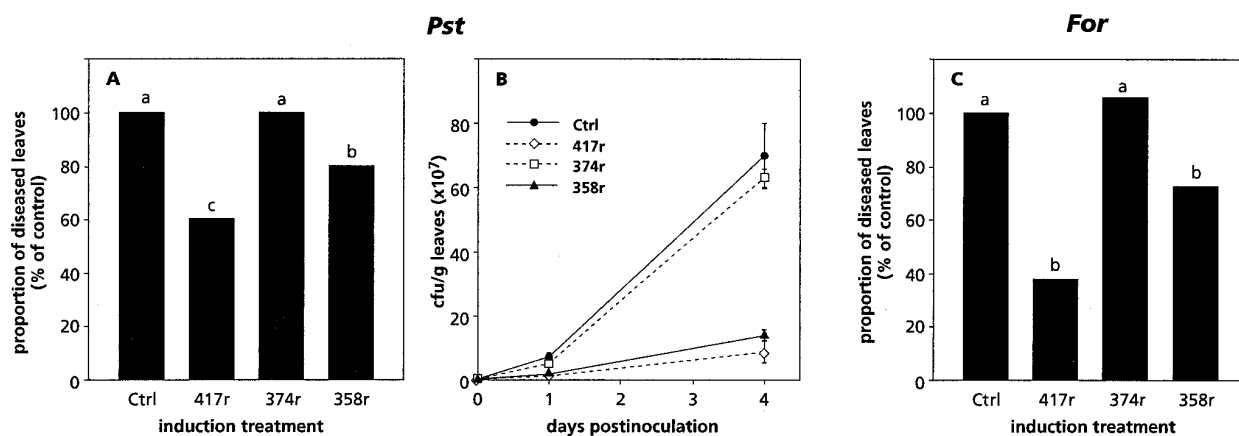 Pst
For
A
proportion of diseased leaves
(% of control)
100
80
60
40
20
0
a
c
a
b
Ctrl
417r
374r
358r
induction treatment
B
Ctrl
417r
374r
358r
cfu/g leaves (x10⁷)
80
60
40
20
0
0
1
2
3
4
days postinoculation
C
proportion of diseased leaves
(% of control)
100
80
60
40
20
0
a
b
a
b
Ctrl
417r
374r
358r
induction treatment